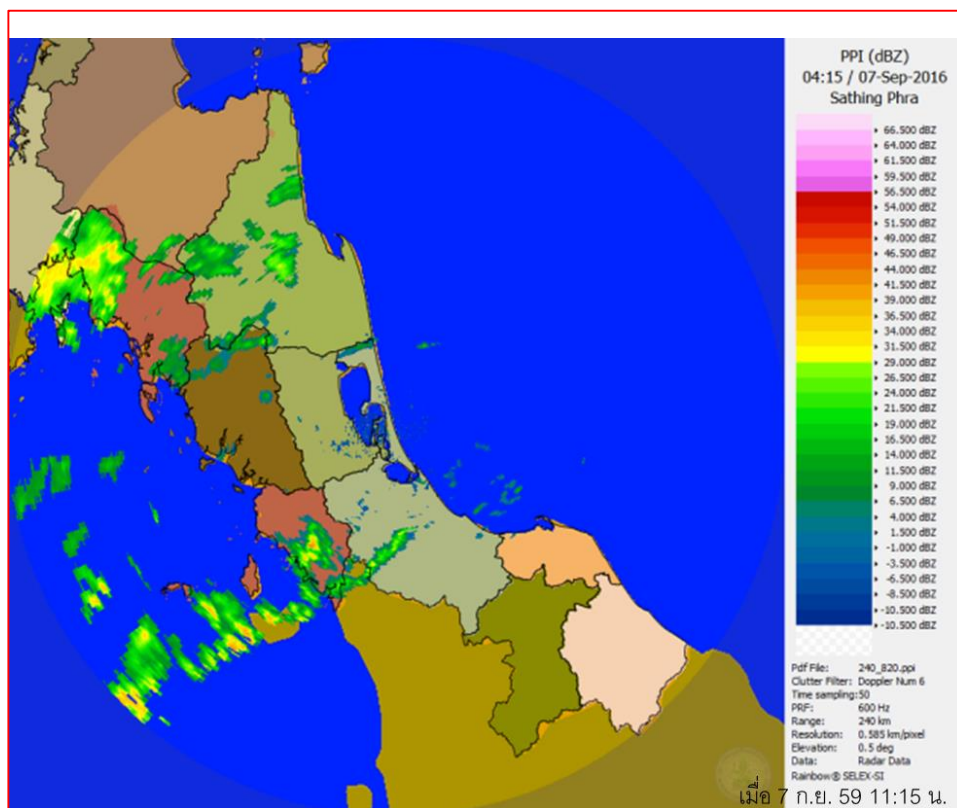 PPI (dBZ)
04:15 / 07-Sep-2016
Sathing Phra
66.500 dBZ
64.000 dBZ
61.500 dBZ
59.500 dBZ
56.500 dBZ
54.000 dBZ
51.500 dBZ
49.000 dBZ
46.500 dBZ
44.000 dBZ
41.500 dBZ
39.000 dBZ
36.500 dBZ
34.000 dBZ
31.500 dBZ
29.000 dBZ
26.500 dBZ
24.000 dBZ
21.500 dBZ
19.000 dBZ
16.500 dBZ
14.000 dBZ
11.500 dBZ
9.000 dBZ
6.500 dBZ
4.000 dBZ
1.500 dBZ
-1.000 dBZ
-3.500 dBZ
-6.500 dBZ
-8.500 dBZ
-10.500 dBZ
-10.500 dBZ
Pdf File: 240_B20.ppi
Clutter Filter: Doppler Num 6
Time sampling:50
PRF: 600 Hz
Range: 240 km
Resolution: 0.585 km/pixel
Elevation: 0.5 deg
Data: Radar Data
Rainbow® SELEX-SI
เมื่อ 7 ก.ย. 59 11:15 น.